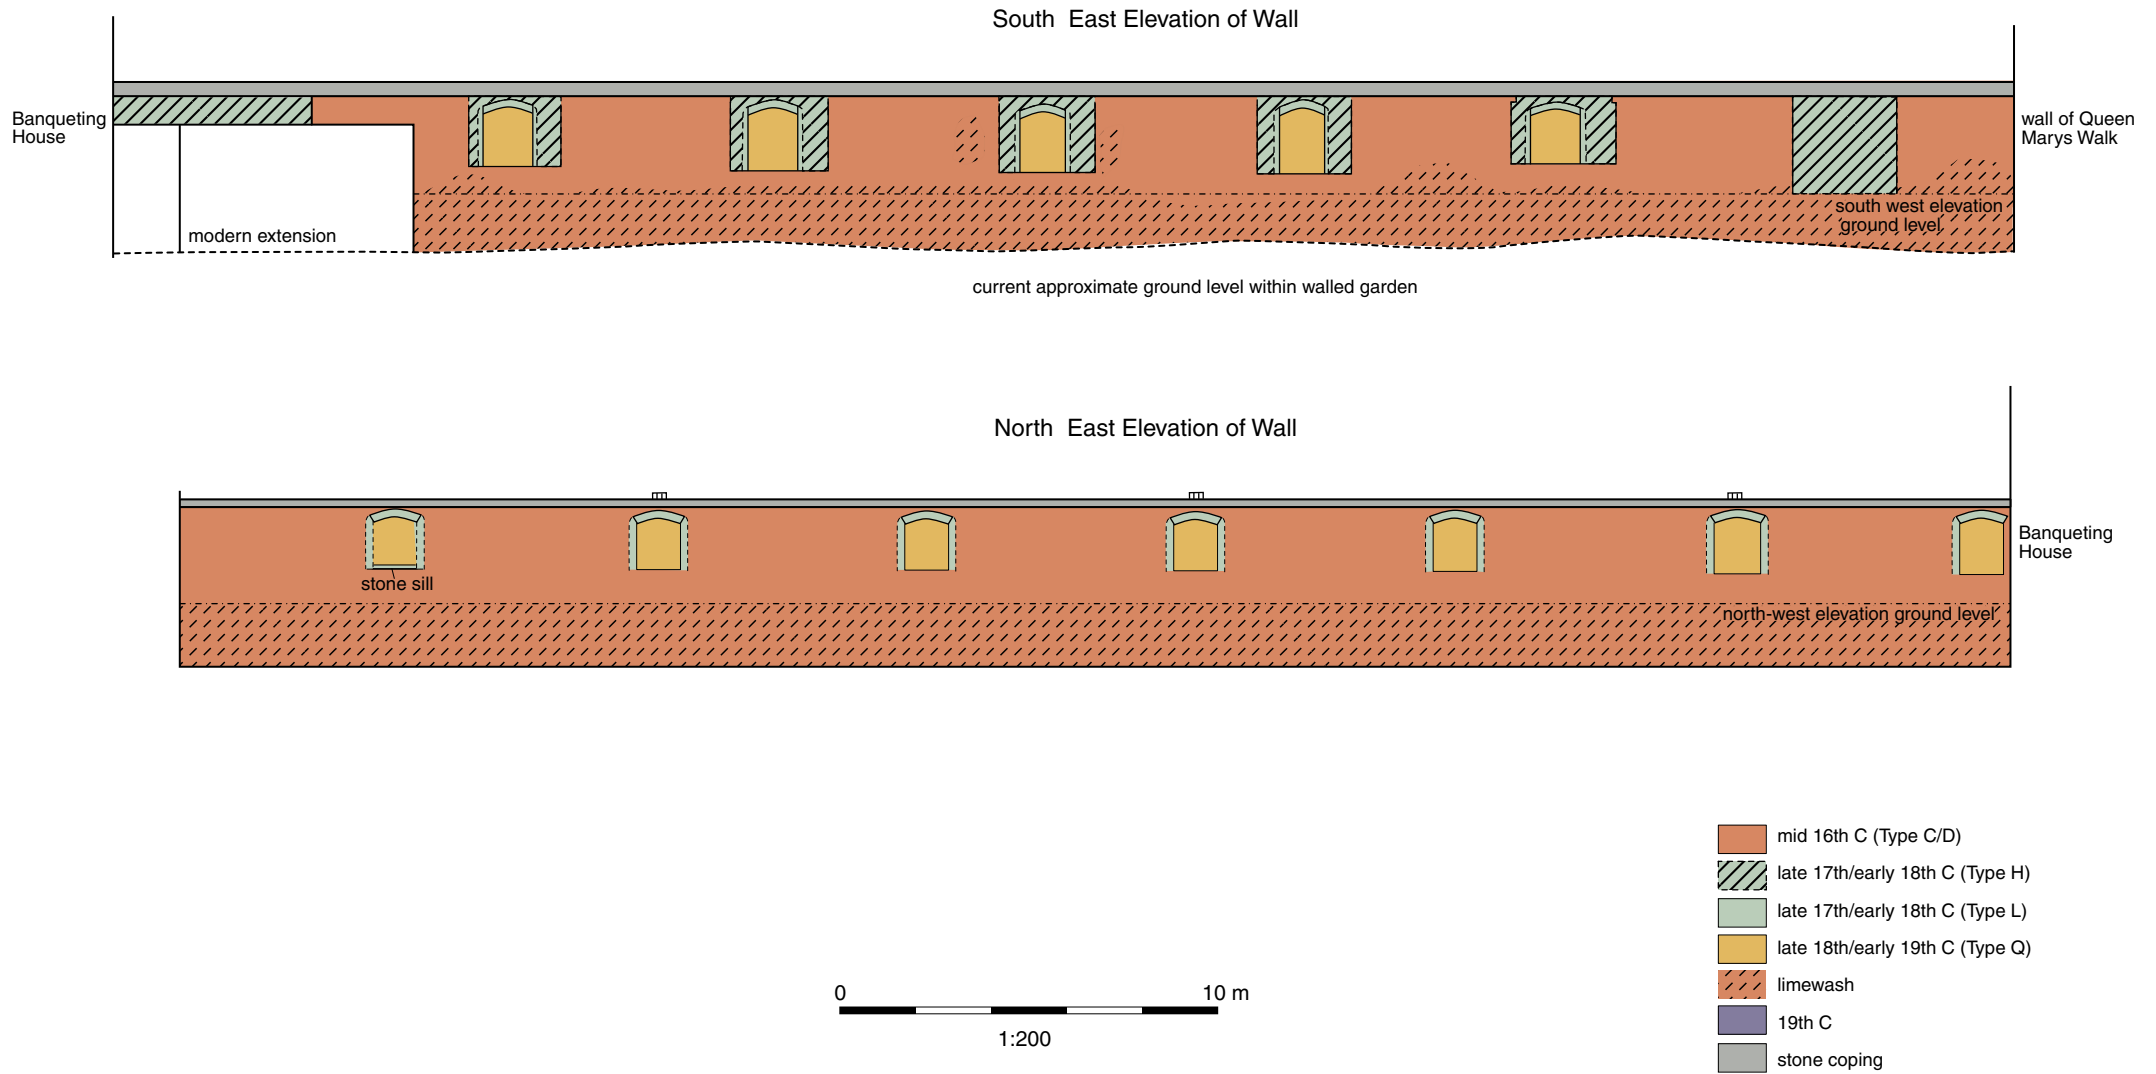 South East Elevation of Wall
Banqueting
House
wall of Queen
Marys Walk
modern extension
south west elevation
ground level
current approximate ground level within walled garden
North East Elevation of Wall
Banqueting
House
stone sill
north-west elevation ground level
mid 16th C (Type C/D)
late 17th/early 18th C (Type H)
late 17th/early 18th C (Type L)
late 18th/early 19th C (Type Q)
limewash
19th C
stone coping
0 10 m
1:200